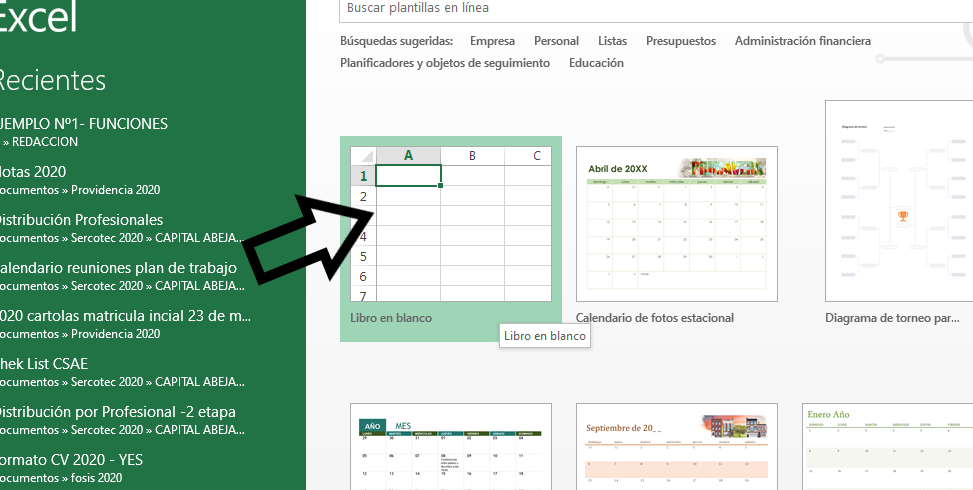 Excel
Recientes
JEMPLO Nº1- FUNCIONES
» REDACCION
Notas 2020
ocumentos » Providencia 2020
istribución Profesionales
ocumentos » Sercotec 2020 » CAPITAL ABEJA...
alendario reuniones plan de trabajo
ocumentos » Sercotec 2020 » CAPITAL ABEJA...
2020 cartolas matricula incial 23 de m...
ocumentos » Providencia 2020
hek List CSAE
ocumentos » Sercotec 2020 » CAPITAL ABEJA...
istribución por Profesional -2 etapa
ocumentos » Sercotec 2020 » CAPITAL ABEJA...
ormato CV 2020 - YES
ocumentos » fosis 2020
Buscar plantillas en línea
Búsquedas sugeridas: Empresa Personal Listas Presupuestos Administración financiera
Planificadores y objetos de seguimiento Educación
A B C
1
2
4
5
6
7
Libro en blanco
Libro en blanco
Abril de 20XX
Calendario de fotos estacional
Diagrama de torneo
Diagrama de torneo par...
AÑO MES
Septiembre de 20_ _
Enero Año